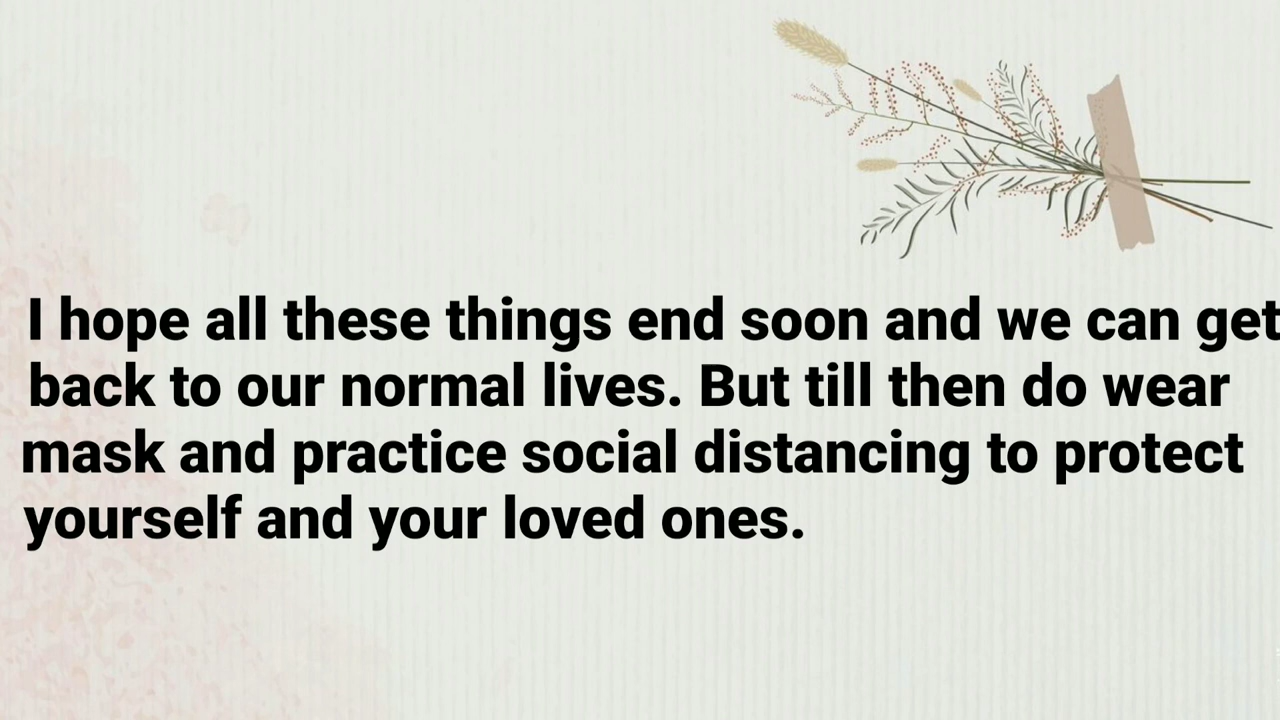 I hope all these things end soon and we can get
back to our normal lives. But till then do wear
mask and practice social distancing to protect
yourself and your loved ones.